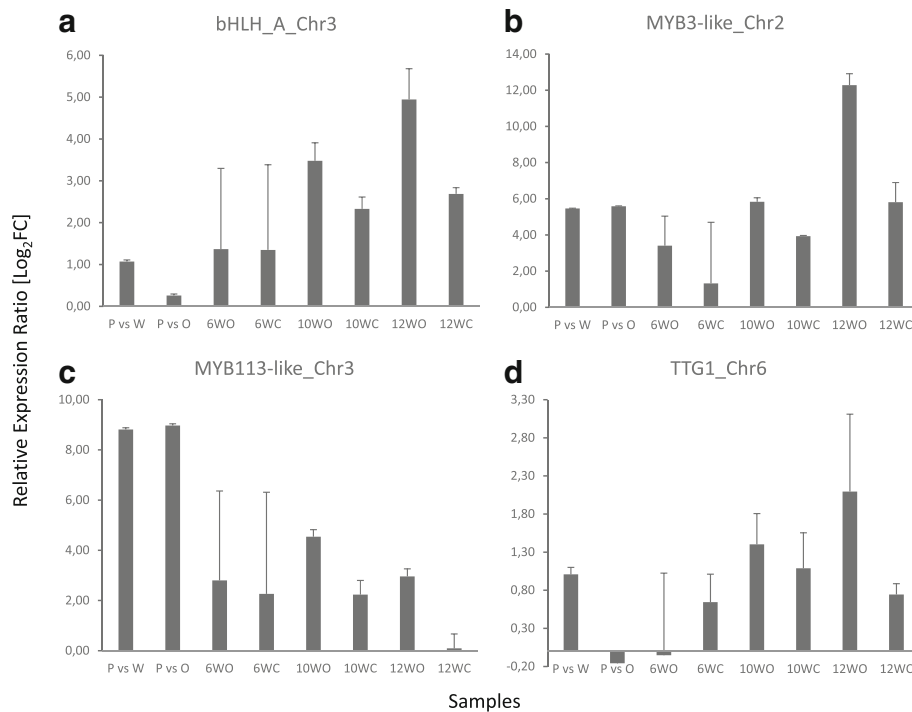 a
bHLH_A_Chr3
6,00
5,00
4,00
3,00
2,00
1,00
0,00
P vs W P vs O 6WO 6WC 10WO 10WC 12WO 12WC
b
MYB3-like_Chr2
14,00
12,00
10,00
8,00
6,00
4,00
2,00
0,00
P vs W P vs O 6WO 6WC 10WO 10WC 12WO 12WC
c
MYB113-like_Chr3
10,00
8,00
6,00
4,00
2,00
0,00
P vs W P vs O 6WO 6WC 10WO 10WC 12WO 12WC
d
TTG1_Chr6
3,30
2,80
2,30
1,80
1,30
0,80
0,30
-0,20
P vs W P vs O 6WO 6WC 10WO 10WC 12WO 12WC
Relative Expression Ratio [Log₂FC]
Samples